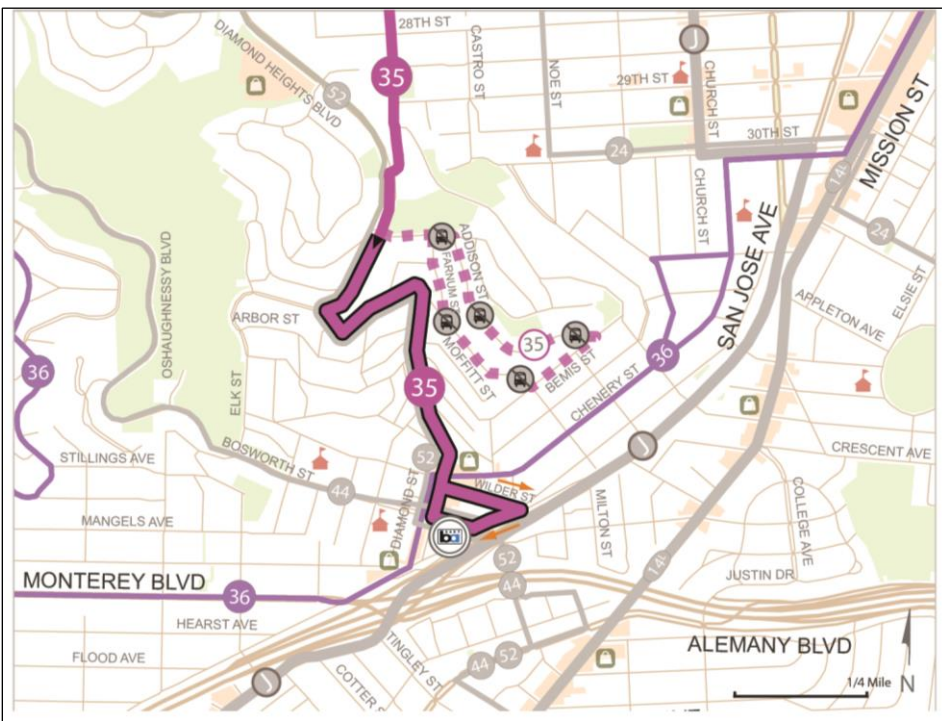 28TH ST
DIAMOND HEIGHTS BLVD
52
35
CASTRO ST
NOE ST
J
29TH ST
CHURCH ST
30TH ST
24
MISSION ST
14L
CHURCH ST
24
ELSIE ST
SAN JOSE AVE
APPLETON AVE
OSHAUGHNESSY BLVD
ADDISON ST
FARNUM ST
ARBOR ST
MOFFITT ST
35
BEMIS ST
36
36
ELK ST
35
CHENERY ST
J
CRESCENT AVE
STILLINGS AVE
BOSWORTH ST
52
44
WILDER ST
MILTON ST
COLLEGE AVE
MANGELS AVE
DIAMOND ST
ba
52
44
14L
JUSTIN DR
MONTEREY BLVD
36
HEARST AVE
FLOOD AVE
TINGLEY ST
COTTER S
44
52
J
ALEMANY BLVD
1/4 Mile
N